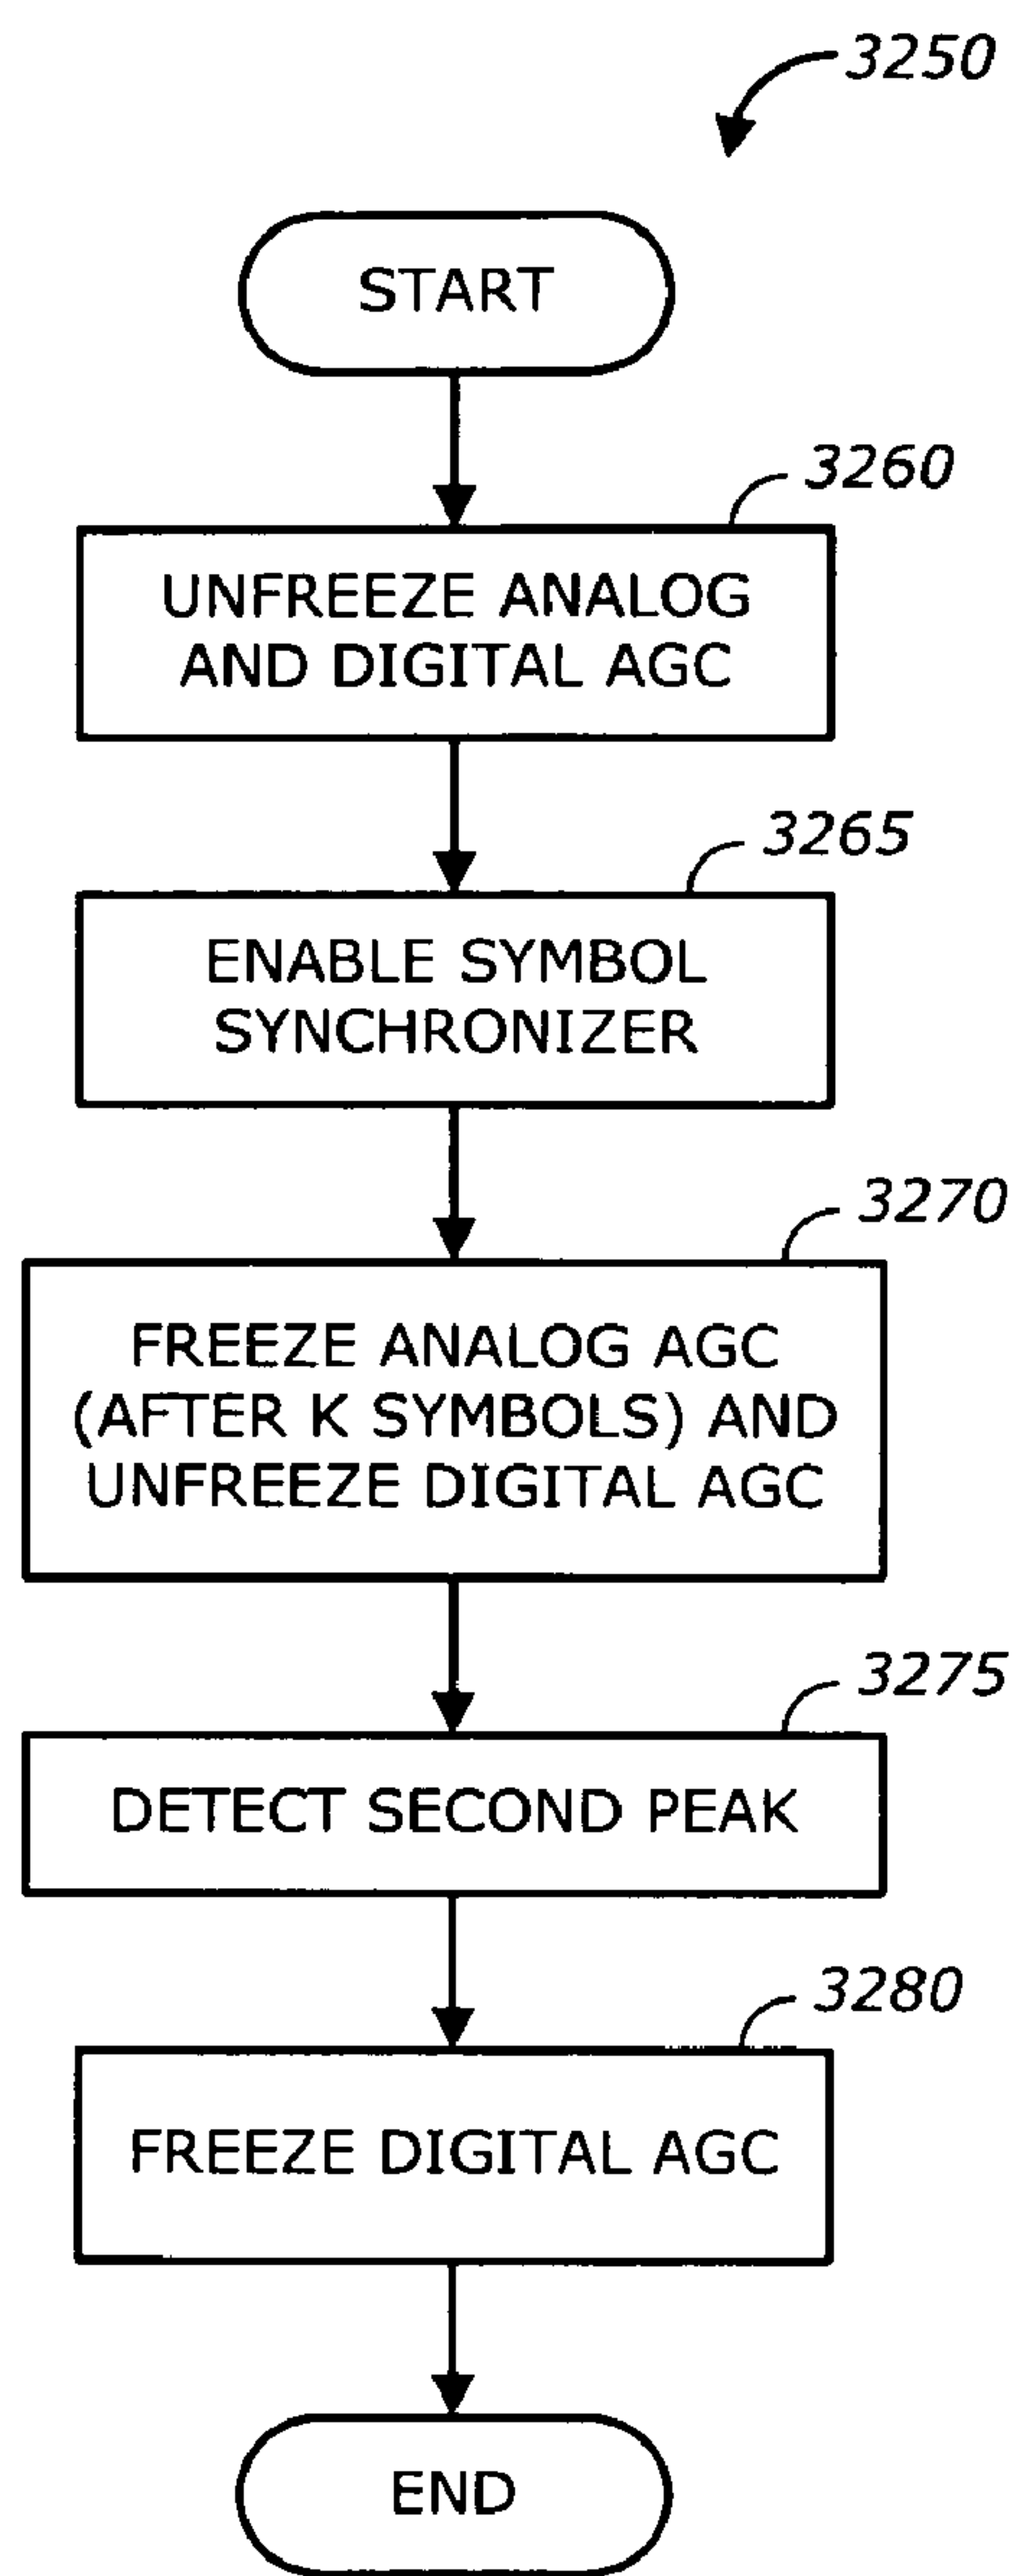 3250
START
3260
UNFREEZE ANALOG
AND DIGITAL AGC
3265
ENABLE SYMBOL
SYNCHRONIZER
3270
FREEZE ANALOG AGC
(AFTER K SYMBOLS) AND
UNFREEZE DIGITAL AGC
3275
DETECT SECOND PEAK
3280
FREEZE DIGITAL AGC
END